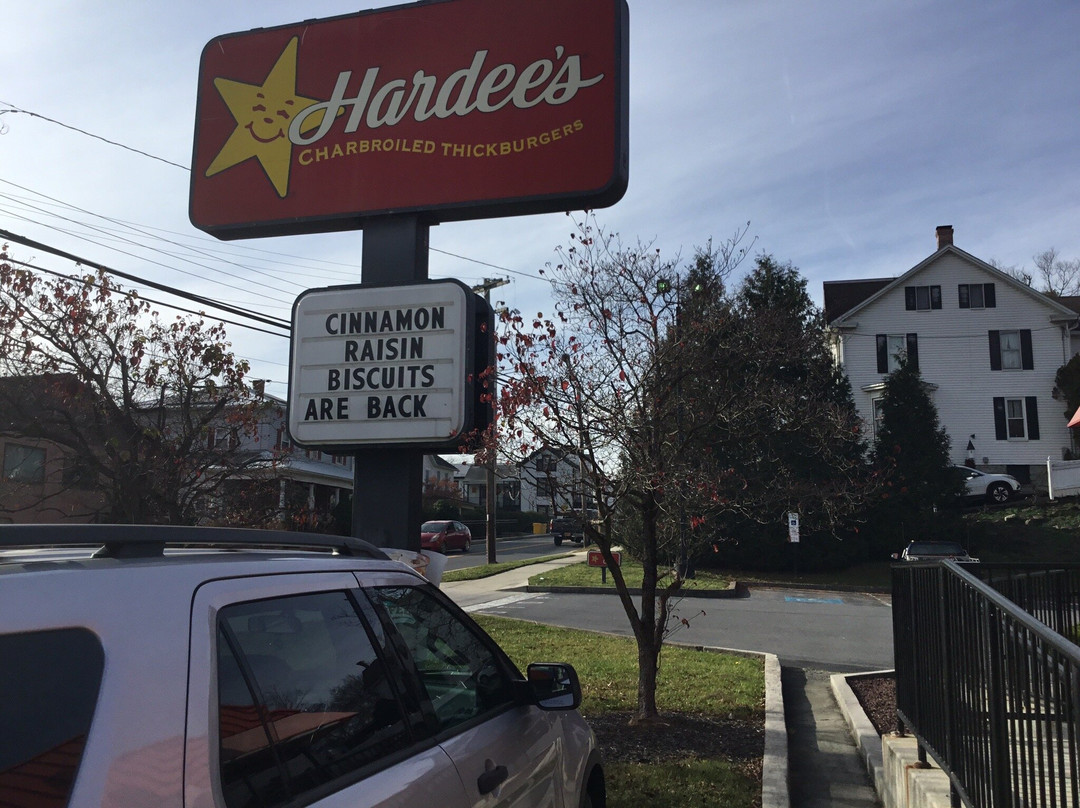 Hardee's
CHARBROILED THICKBURGERS
CINNAMON
RAISIN
BISCUITS
ARE BACK